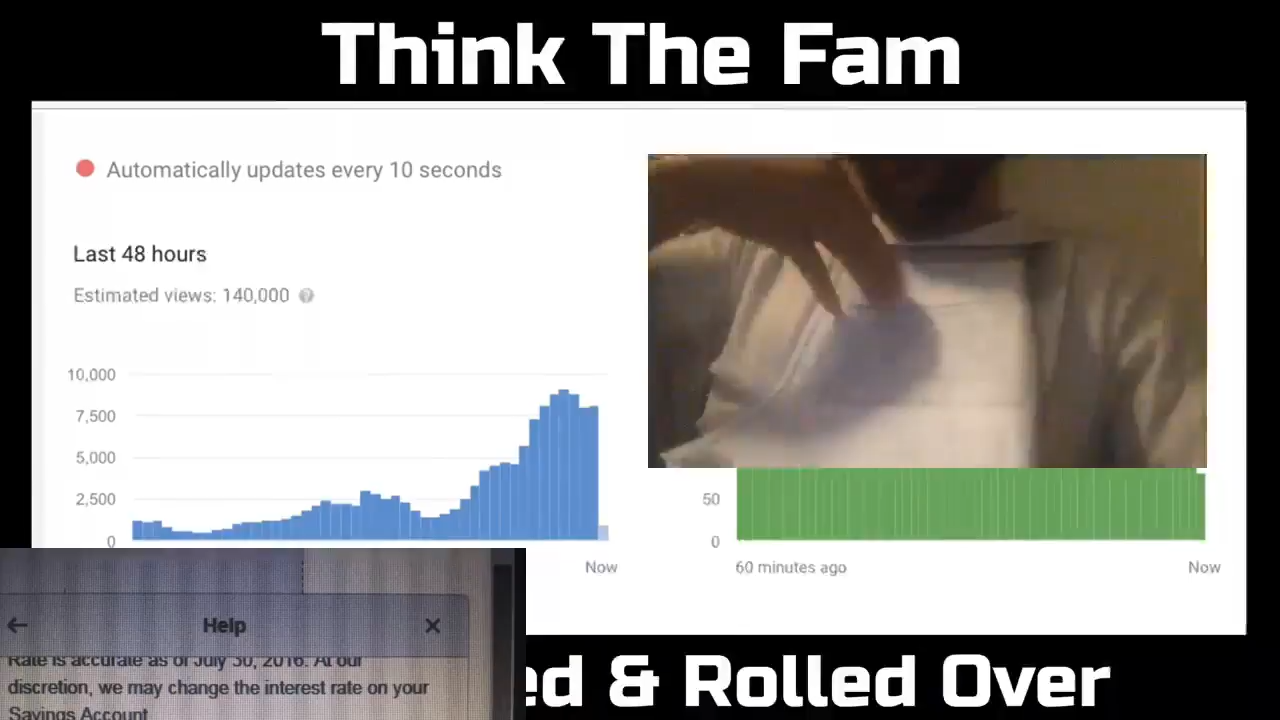 Think The Fam
Automatically updates every 10 seconds
Last 48 hours
Estimated views: 140,000 ?
10,000
7,500
5,000
2,500
0
Now
50
0
60 minutes ago
Now
Help
Rate is accurate as of July 30, 2016. At our
discretion, we may change the interest rate on your
Savings Account
ed & Rolled Over